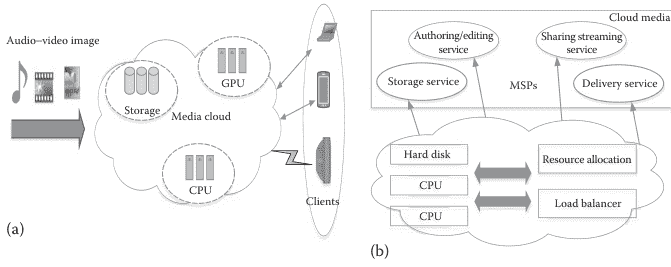 Audio–video image
GPU
Storage
Media cloud
CPU
Clients
(a)
Cloud media
Authoring/editing
service
Sharing streaming
service
Storage service
MSPs
Delivery service
Hard disk
Resource allocation
CPU
Load balancer
CPU
(b)